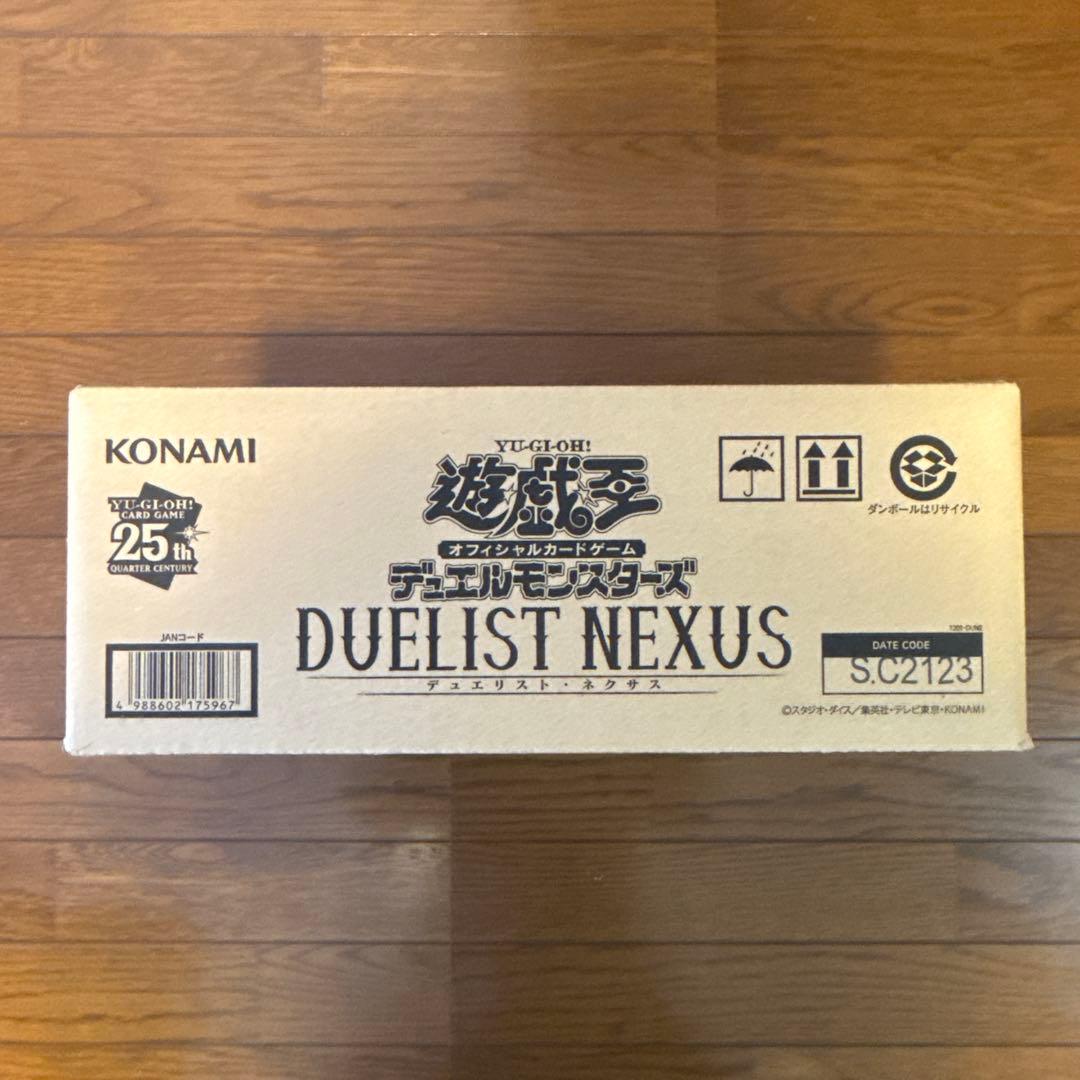 KONAMI
YU-GI-OH!
CARD GAME
25th
QUARTER CENTURY
YU-GI-OH!
遊戯王
オフィシャルカードゲーム
デュエルモンスターズ
DUELIST NEXUS
デュエリスト・ネクサス
ダンボールはリサイクル
JANコード
4 988602 175967
DATE CODE
S.C2123
©スタジオ・ダイス/集英社・テレビ東京・KONAMI